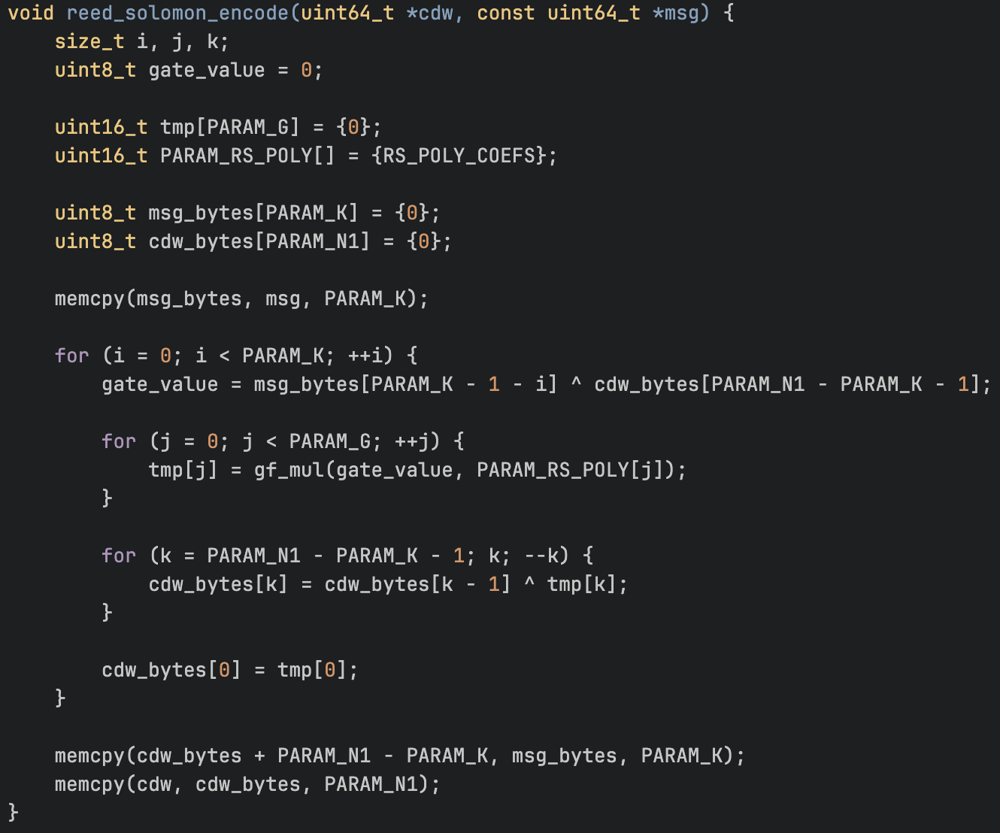 void reed_solomon_encode(uint64_t *cdw, const uint64_t *msg) {
    size_t i, j, k;
    uint8_t gate_value = 0;

    uint16_t tmp[PARAM_G] = {0};
    uint16_t PARAM_RS_POLY[] = {RS_POLY_COEFS};

    uint8_t msg_bytes[PARAM_K] = {0};
    uint8_t cdw_bytes[PARAM_N1] = {0};

    memcpy(msg_bytes, msg, PARAM_K);

    for (i = 0; i < PARAM_K; ++i) {
        gate_value = msg_bytes[PARAM_K - 1 - i] ^ cdw_bytes[PARAM_N1 - PARAM_K - 1];

        for (j = 0; j < PARAM_G; ++j) {
            tmp[j] = gf_mul(gate_value, PARAM_RS_POLY[j]);
        }

        for (k = PARAM_N1 - PARAM_K - 1; k; --k) {
            cdw_bytes[k] = cdw_bytes[k - 1] ^ tmp[k];
        }

        cdw_bytes[0] = tmp[0];
    }

    memcpy(cdw_bytes + PARAM_N1 - PARAM_K, msg_bytes, PARAM_K);
    memcpy(cdw, cdw_bytes, PARAM_N1);
}